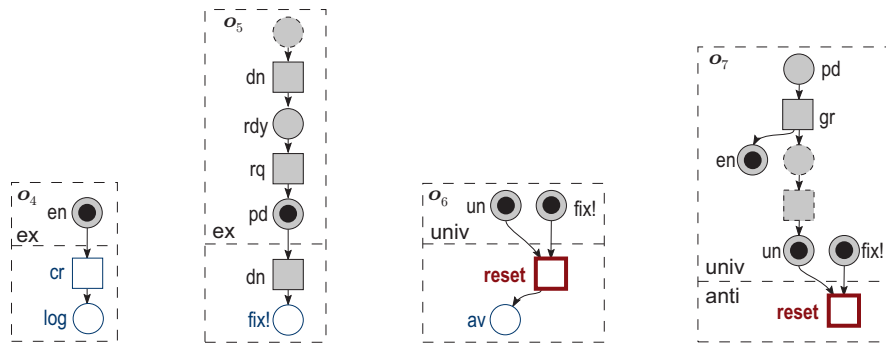 o4
en
ex
cr
log
o5
dn
rdy
rq
pd
ex
dn
fix!
o6
un
fix!
univ
reset
av
o7
pd
gr
en
un
fix!
univ
anti
reset